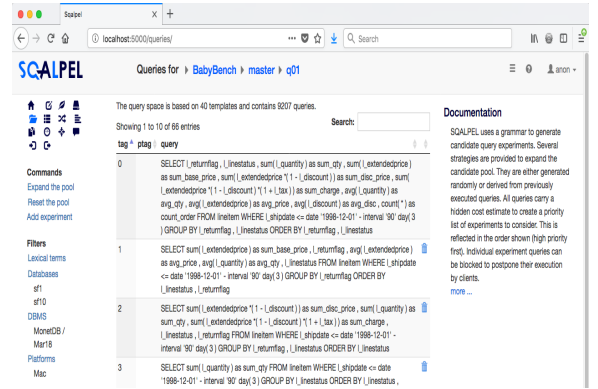 Sqalpel
localhost:5000/queries/
Search
SQALPEL
Queries for BabyBench master q01
anon
The query space is based on 40 templates and contains 9207 queries.
Showing 1 to 10 of 66 entries
Search:
tag ptag query
0
SELECT l_returnflag , l_linestatus , sum( l_quantity ) as sum_qty , sum( l_extendedprice )
as sum_base_price , sum( l_extendedprice *( 1 - l_discount ) ) as sum_disc_price , sum(
l_extendedprice *( 1 - l_discount ) *( 1 + l_tax ) ) as sum_charge , avg( l_quantity ) as
avg_qty , avg( l_extendedprice ) as avg_price , avg( l_discount ) as avg_disc , count( * ) as
count_order FROM lineitem WHERE l_shipdate <= date '1998-12-01' - interval '90' day( 3
) GROUP BY l_returnflag , l_linestatus ORDER BY l_returnflag , l_linestatus
1
SELECT sum( l_extendedprice ) as sum_base_price , l_returnflag , avg( l_extendedprice )
as avg_price , avg( l_quantity ) as avg_qty , l_linestatus FROM lineitem WHERE l_shipdate
<= date '1998-12-01' - interval '90' day( 3 ) GROUP BY l_returnflag ORDER BY
l_linestatus , l_returnflag
2
SELECT sum( l_extendedprice *( 1 - l_discount ) ) as sum_disc_price , sum( l_quantity ) as
sum_qty , sum( l_extendedprice *( 1 - l_discount ) *( 1 + l_tax ) ) as sum_charge ,
l_linestatus , l_returnflag FROM lineitem WHERE l_shipdate <= date '1998-12-01' -
interval '90' day( 3 ) GROUP BY l_returnflag , l_linestatus ORDER BY l_linestatus
3
SELECT sum( l_quantity ) as sum_qty FROM lineitem WHERE l_shipdate <= date
'1998-12-01' - interval '90' day( 3 ) GROUP BY l_linestatus ORDER BY l_linestatus ,
Commands
Expand the pool
Reset the pool
Add experiment
Filters
Lexical terms
Databases
sf1
sf10
DBMS
MonetDB /
Mar18
Platforms
Mac
Documentation
SQALPEL uses a grammar to generate
candidate query experiments. Several
strategies are provided to expand the
candidate pool. They are either generated
randomly or derived from previously
executed queries. All queries carry a
hidden cost estimate to create a priority
list of experiments to consider. This is
reflected in the order shown (high priority
first). Individual experiment queries can
be blocked to postpone their execution
by clients.
more ...